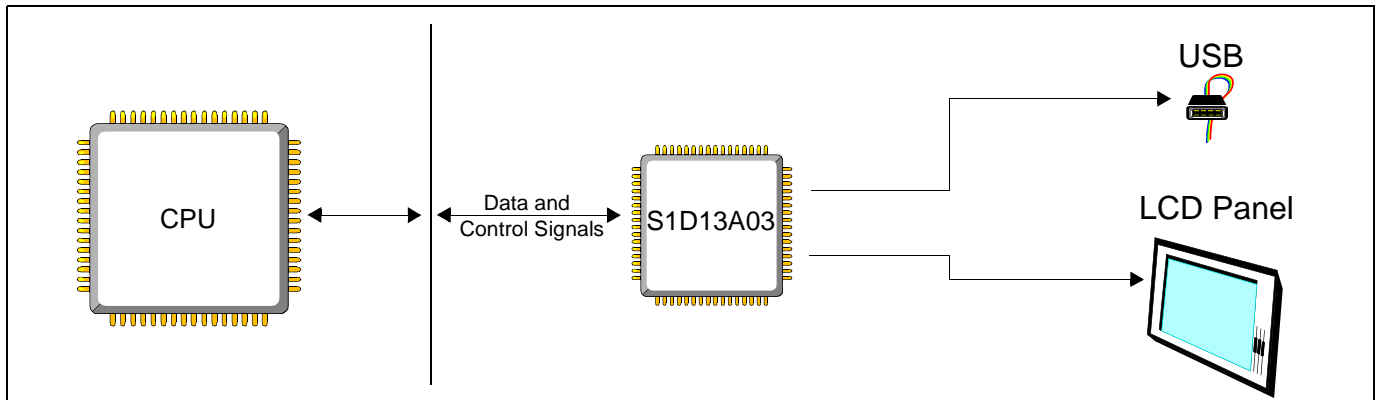 CPU
Data and
Control Signals
S1D13A03
USB
LCD Panel